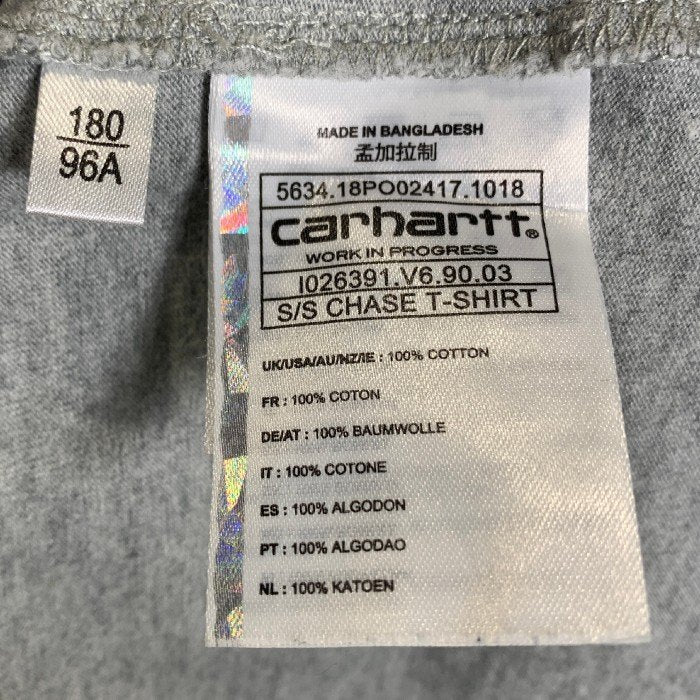 180
96A
MADE IN BANGLADESH
孟加拉制
5634.18PO02417.1018
carhartt®
WORK IN PROGRESS
I026391.V6.90.03
S/S CHASE T-SHIRT
UK/USA/AU/NZ/IE : 100% COTTON
FR : 100% COTON
DE/AT : 100% BAUMWOLLE
IT : 100% COTONE
ES : 100% ALGODON
PT : 100% ALGODAO
NL : 100% KATOEN